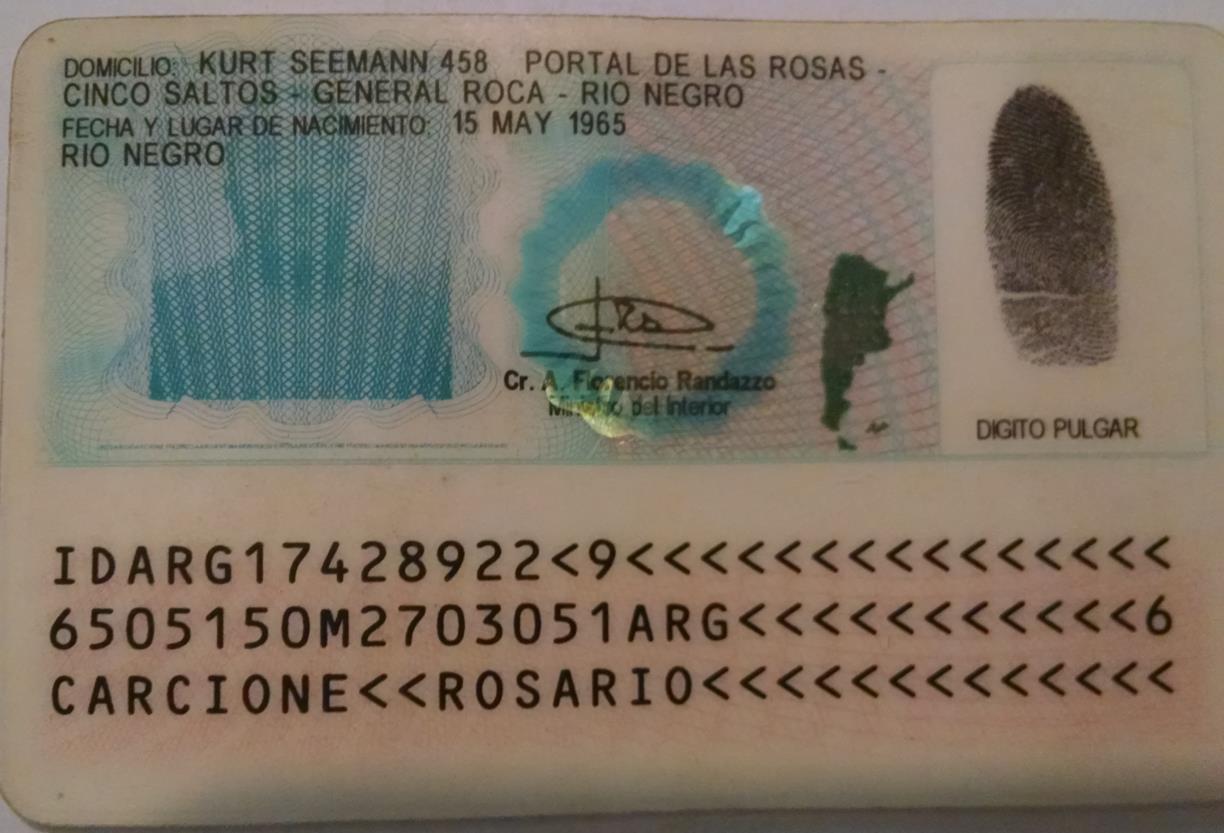 DOMICILIO: KURT SEEMANN 458 PORTAL DE LAS ROSAS -
CINCO SALTOS - GENERAL ROCA - RIO NEGRO
FECHA Y LUGAR DE NACIMIENTO: 15 MAY 1965
RIO NEGRO
Cr. A. Florencio Randazzo
Ministro del Interior
DIGITO PULGAR
IDARG17428922<9<<<<<<<<<<<<<<<
6505150M2703051ARG<<<<<<<<<<<6
CARCIONE<<ROSARIO<<<<<<<<<<<<<